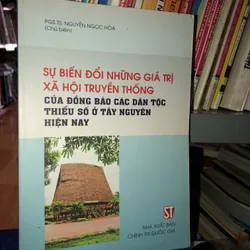 PGS.TS. NGUYỄN NGỌC HÒA
(Chủ biên)
SỰ BIẾN ĐỔI NHỮNG GIÁ TRỊ
XÃ HỘI TRUYỀN THỐNG
CỦA ĐỒNG BÀO CÁC DÂN TỘC
THIỂU SỐ Ở TÂY NGUYÊN
HIỆN NAY
ST
NHÀ XUẤT BẢN
CHÍNH TRỊ QUỐC GIA